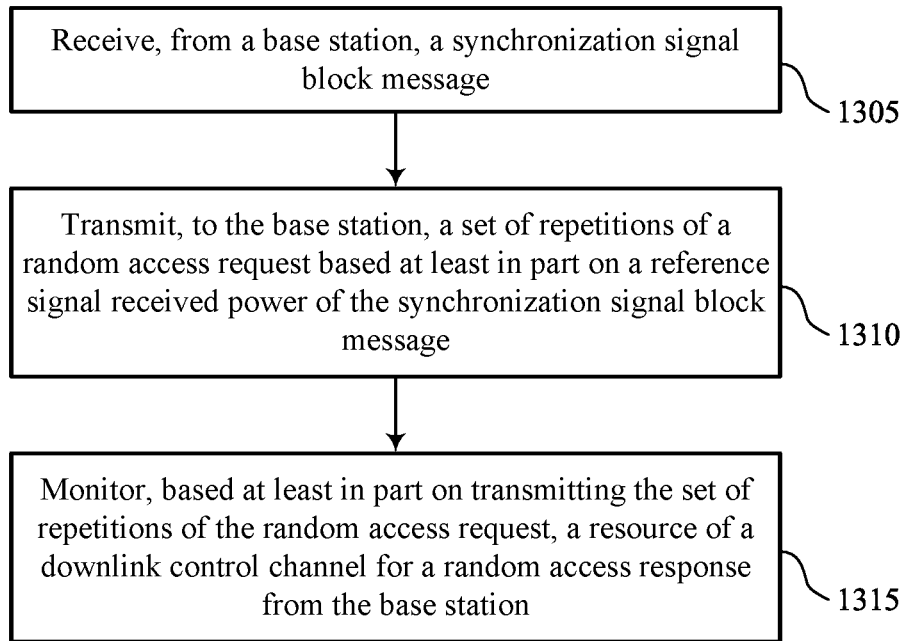 Receive, from a base station, a synchronization signal
block message
1305
Transmit, to the base station, a set of repetitions of a
random access request based at least in part on a reference
signal received power of the synchronization signal block
message
1310
Monitor, based at least in part on transmitting the set of
repetitions of the random access request, a resource of a
downlink control channel for a random access response
from the base station
1315